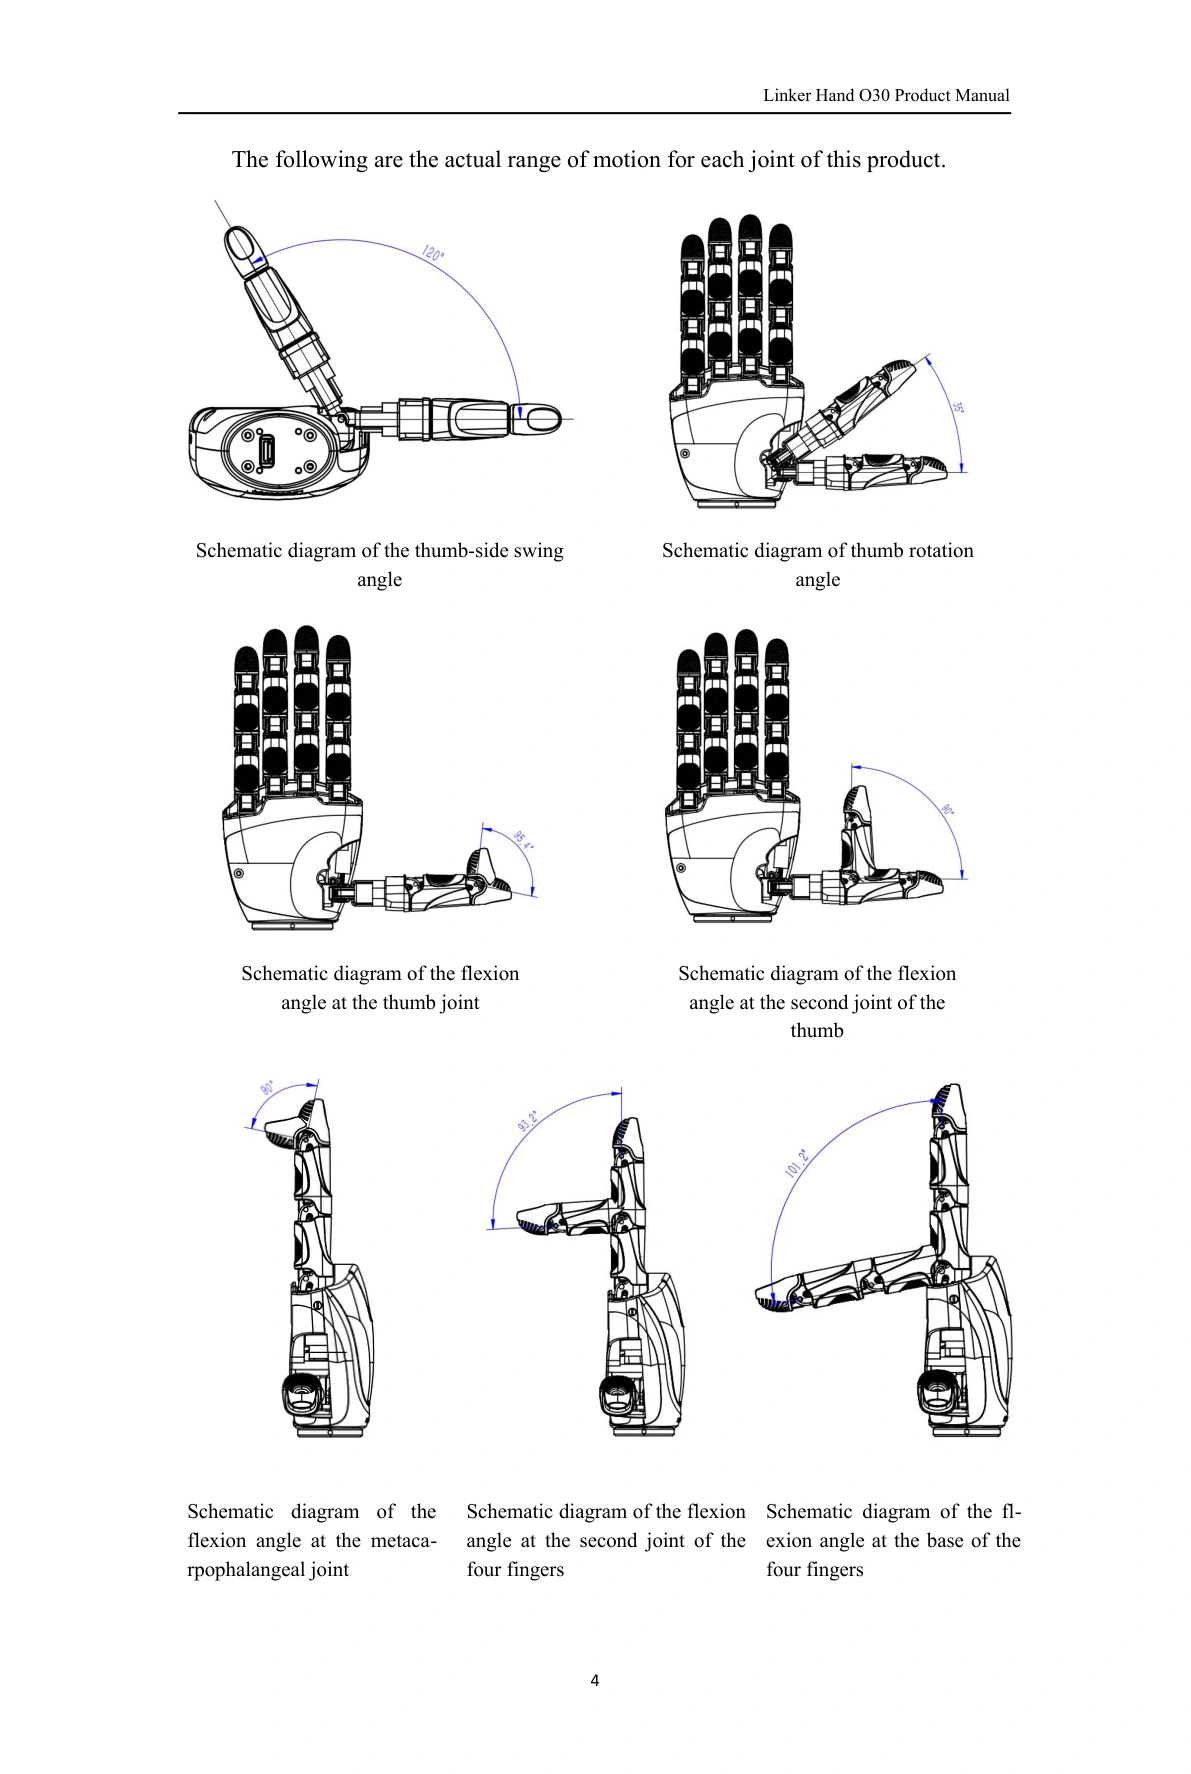 Linker Hand O30 Product Manual
The following are the actual range of motion for each joint of this product.
120°
35°
Schematic diagram of the thumb-side swing
angle
Schematic diagram of thumb rotation
angle
95.4°
90°
Schematic diagram of the flexion
angle at the thumb joint
Schematic diagram of the flexion
angle at the second joint of the
thumb
90°
93.2°
101.2°
Schematic diagram of the
flexion angle at the metaca-
rpophalangeal joint
Schematic diagram of the flexion
angle at the second joint of the
four fingers
Schematic diagram of the fl-
exion angle at the base of the
four fingers
4